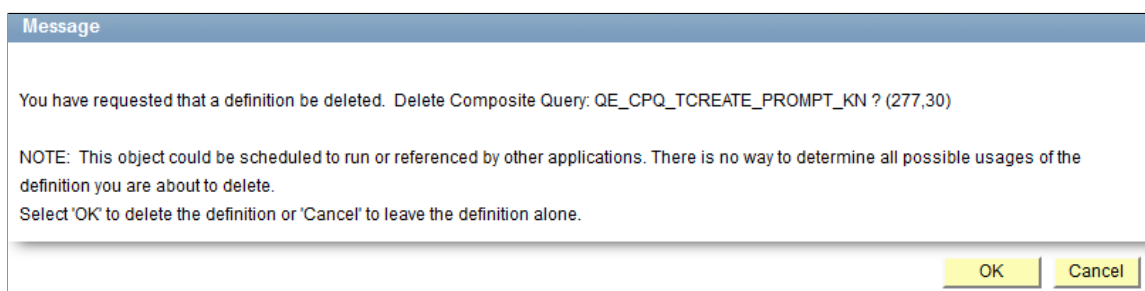 Message
You have requested that a definition be deleted.  Delete Composite Query: QE_CPQ_TCREATE_PROMPT_KN ? (277,30)
NOTE:  This object could be scheduled to run or referenced by other applications. There is no way to determine all possible usages of the
definition you are about to delete.
Select 'OK' to delete the definition or 'Cancel' to leave the definition alone.
OK Cancel